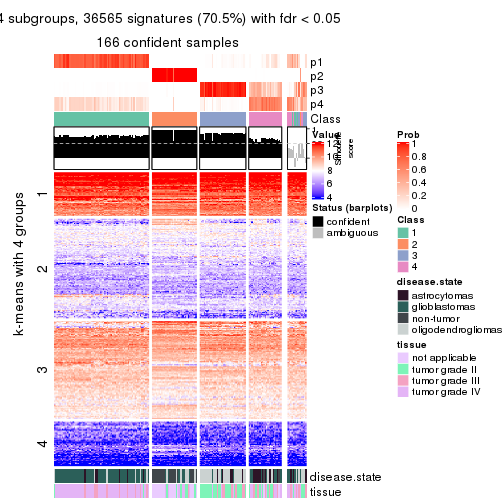 4 subgroups, 36565 signatures (70.5%) with fdr < 0.05
166 confident samples
p1
p2
p3
p4
Class
Silhouette
score
1
Value
12
8
6
4
Status (barplots)
confident
ambiguous
Prob
1
0.8
0.6
0.4
0.2
0
Class
1
2
3
4
disease.state
astrocytomas
glioblastomas
non-tumor
oligodendrogliomas
tissue
not applicable
tumor grade II
tumor grade III
tumor grade IV
k-means with 4 groups
1
2
3
4
disease.state
tissue